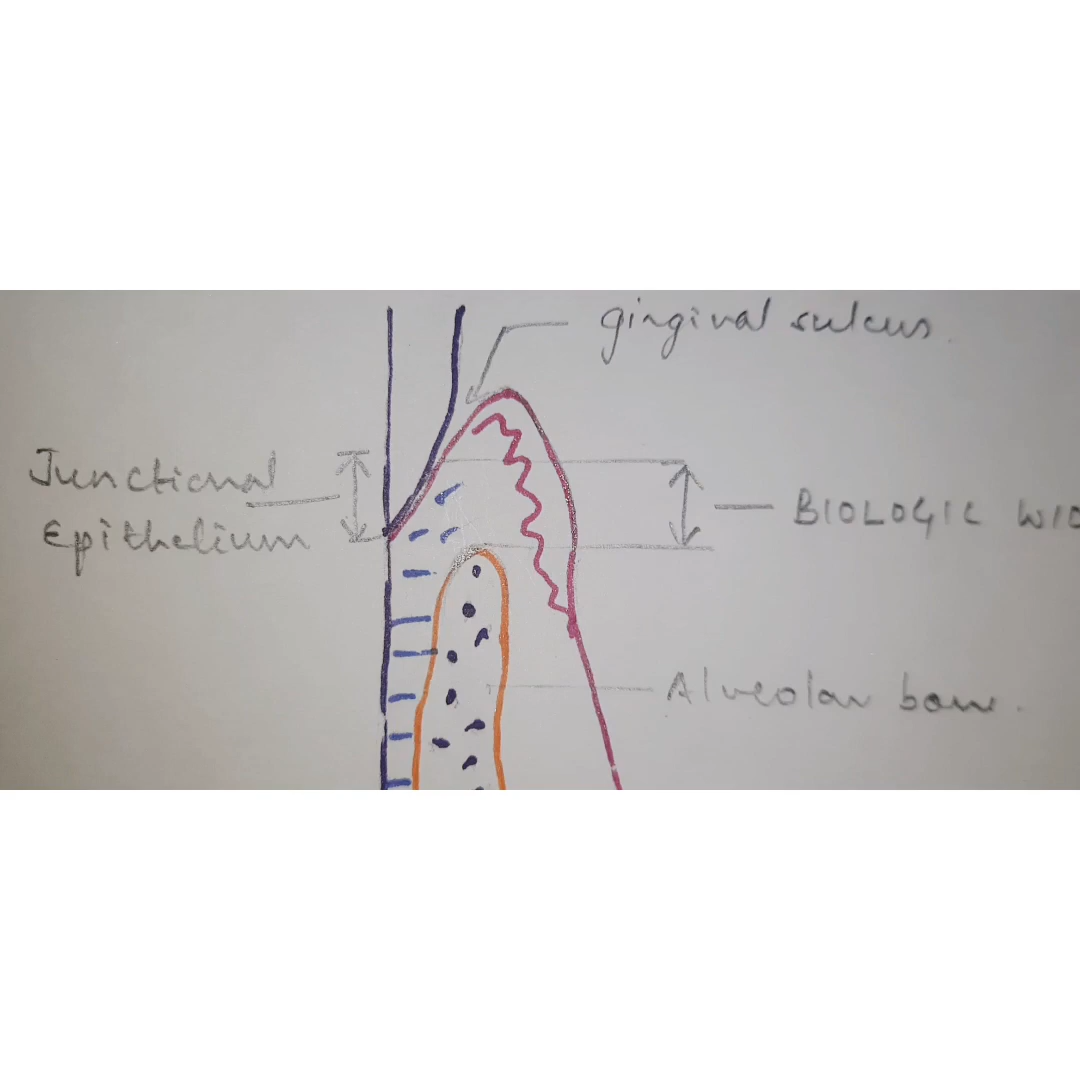 gingival sulcus.
Junctional
Epithelium
BIOLOGIC WID
Alveolar bone.